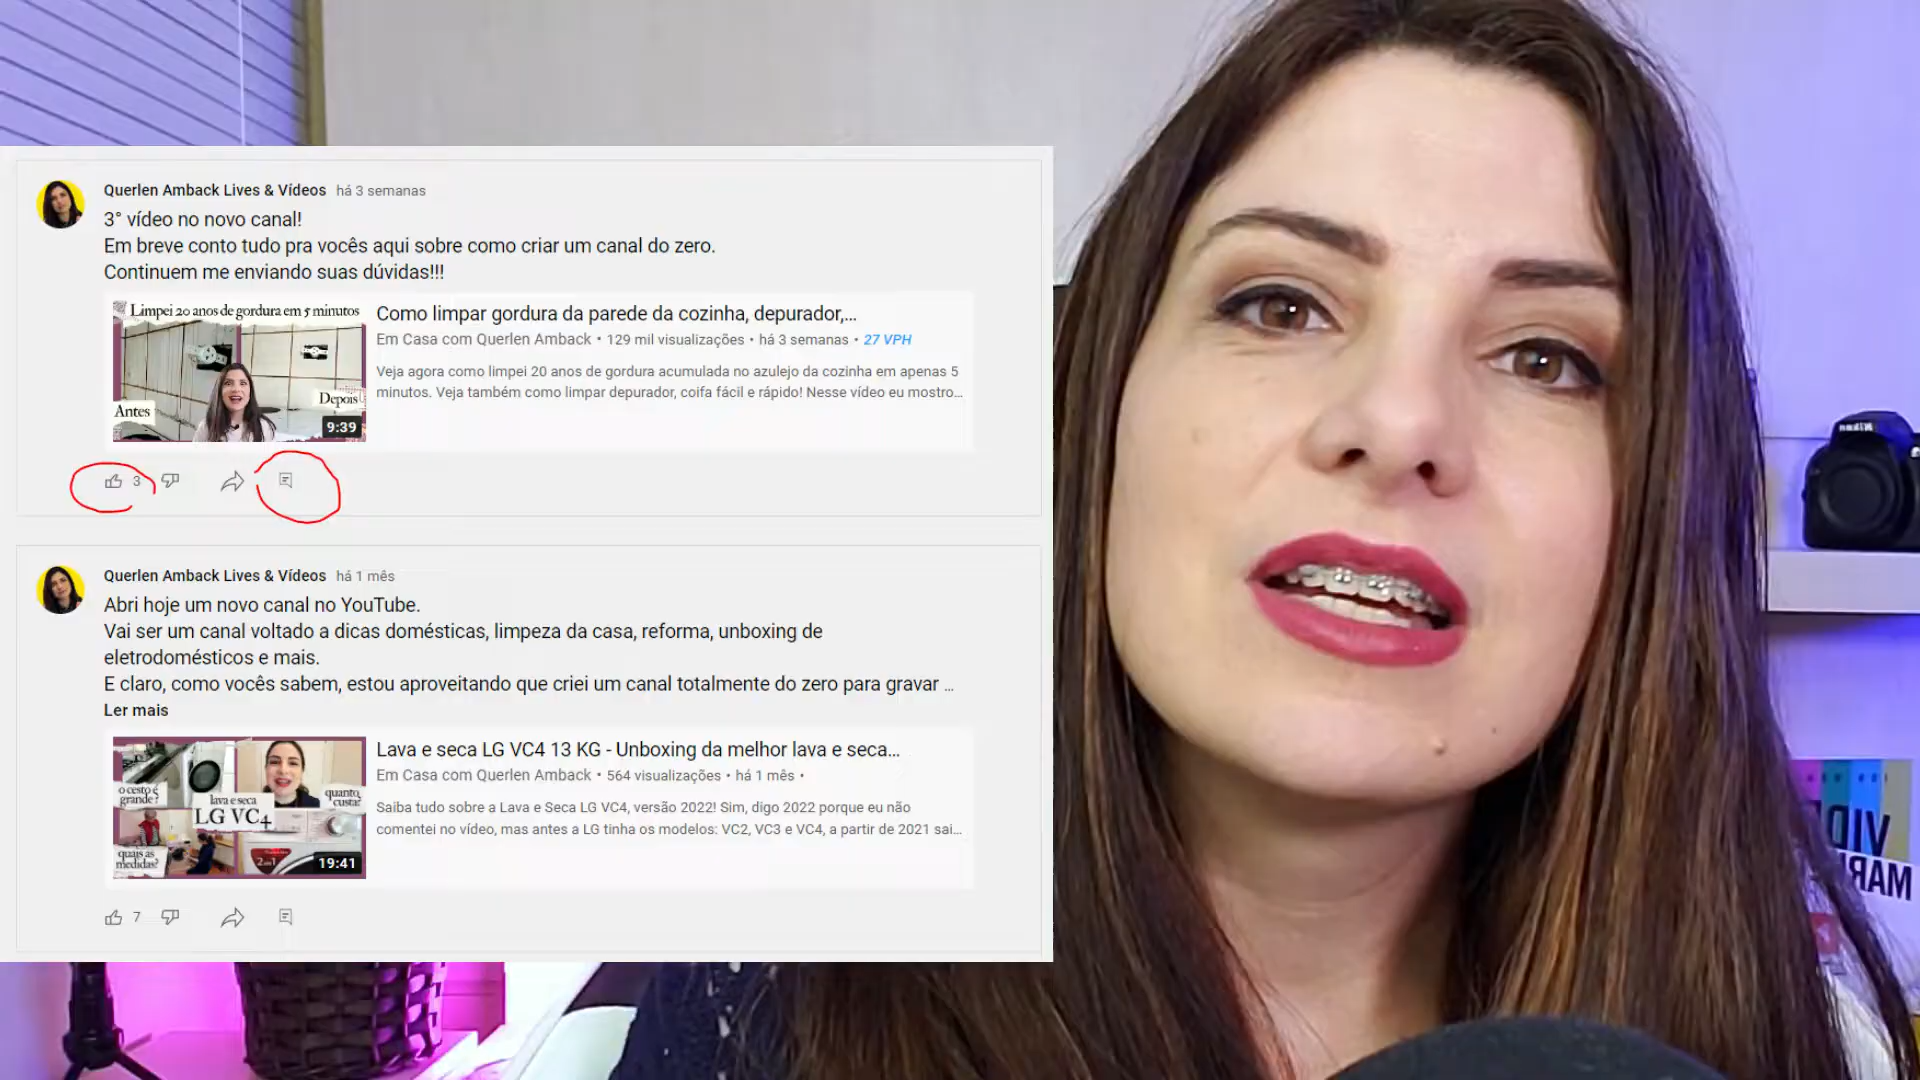 Querlen Amback Lives & Vídeos há 3 semanas
3° vídeo no novo canal!
Em breve conto tudo pra vocês aqui sobre como criar um canal do zero.
Continuem me enviando suas dúvidas!!!
Limpei 20 anos de gordura em 5 minutos
Antes
Depois
9:39
Como limpar gordura da parede da cozinha, depurador,...
Em Casa com Querlen Amback • 129 mil visualizações • há 3 semanas • 27 VPH
Veja agora como limpei 20 anos de gordura acumulada no azulejo da cozinha em apenas 5
minutos. Veja também como limpar depurador, coifa fácil e rápido! Nesse vídeo eu mostro...
3
Querlen Amback Lives & Vídeos há 1 mês
Abri hoje um novo canal no YouTube.
Vai ser um canal voltado a dicas domésticas, limpeza da casa, reforma, unboxing de
eletrodomésticos e mais.
E claro, como vocês sabem, estou aproveitando que criei um canal totalmente do zero para gravar ...
Ler mais
o cesto é
grande?
lava e seca
LG VC4
quanto
custa?
quais as
medidas?
2 em 1
19:41
Lava e seca LG VC4 13 KG - Unboxing da melhor lava e seca...
Em Casa com Querlen Amback • 564 visualizações • há 1 mês •
Saiba tudo sobre a Lava e Seca LG VC4, versão 2022! Sim, digo 2022 porque eu não
comentei no vídeo, mas antes a LG tinha os modelos: VC2, VC3 e VC4, a partir de 2021 sai...
7
Nikon